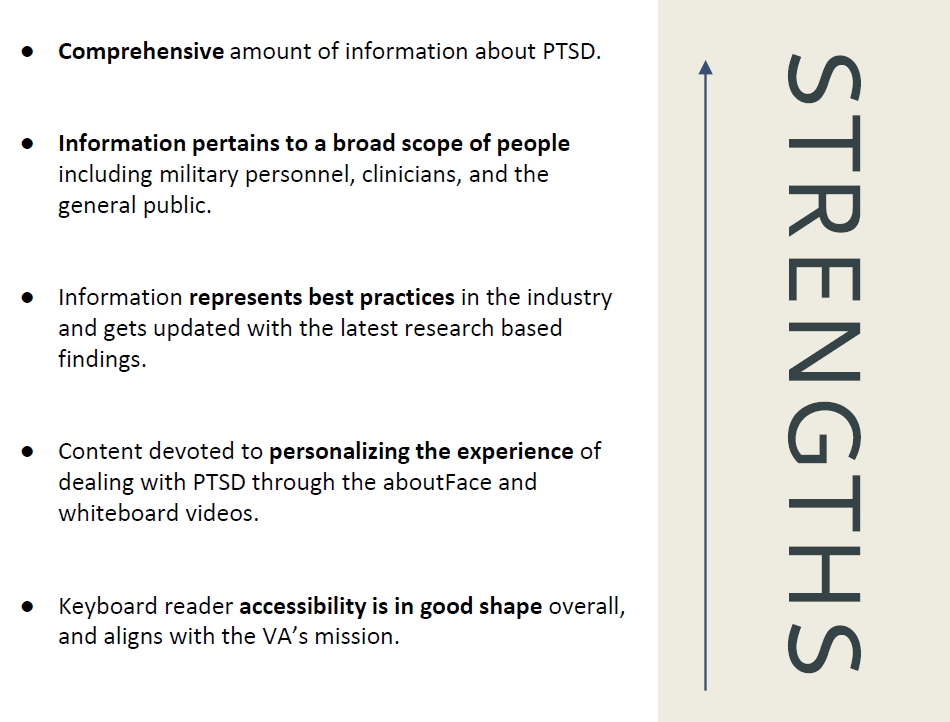 ● Comprehensive amount of information about PTSD.
● Information pertains to a broad scope of people
including military personnel, clinicians, and the
general public.
● Information represents best practices in the industry
and gets updated with the latest research based
findings.
● Content devoted to personalizing the experience of
dealing with PTSD through the aboutFace and
whiteboard videos.
● Keyboard reader accessibility is in good shape overall,
and aligns with the VA’s mission.
STRENGTHS